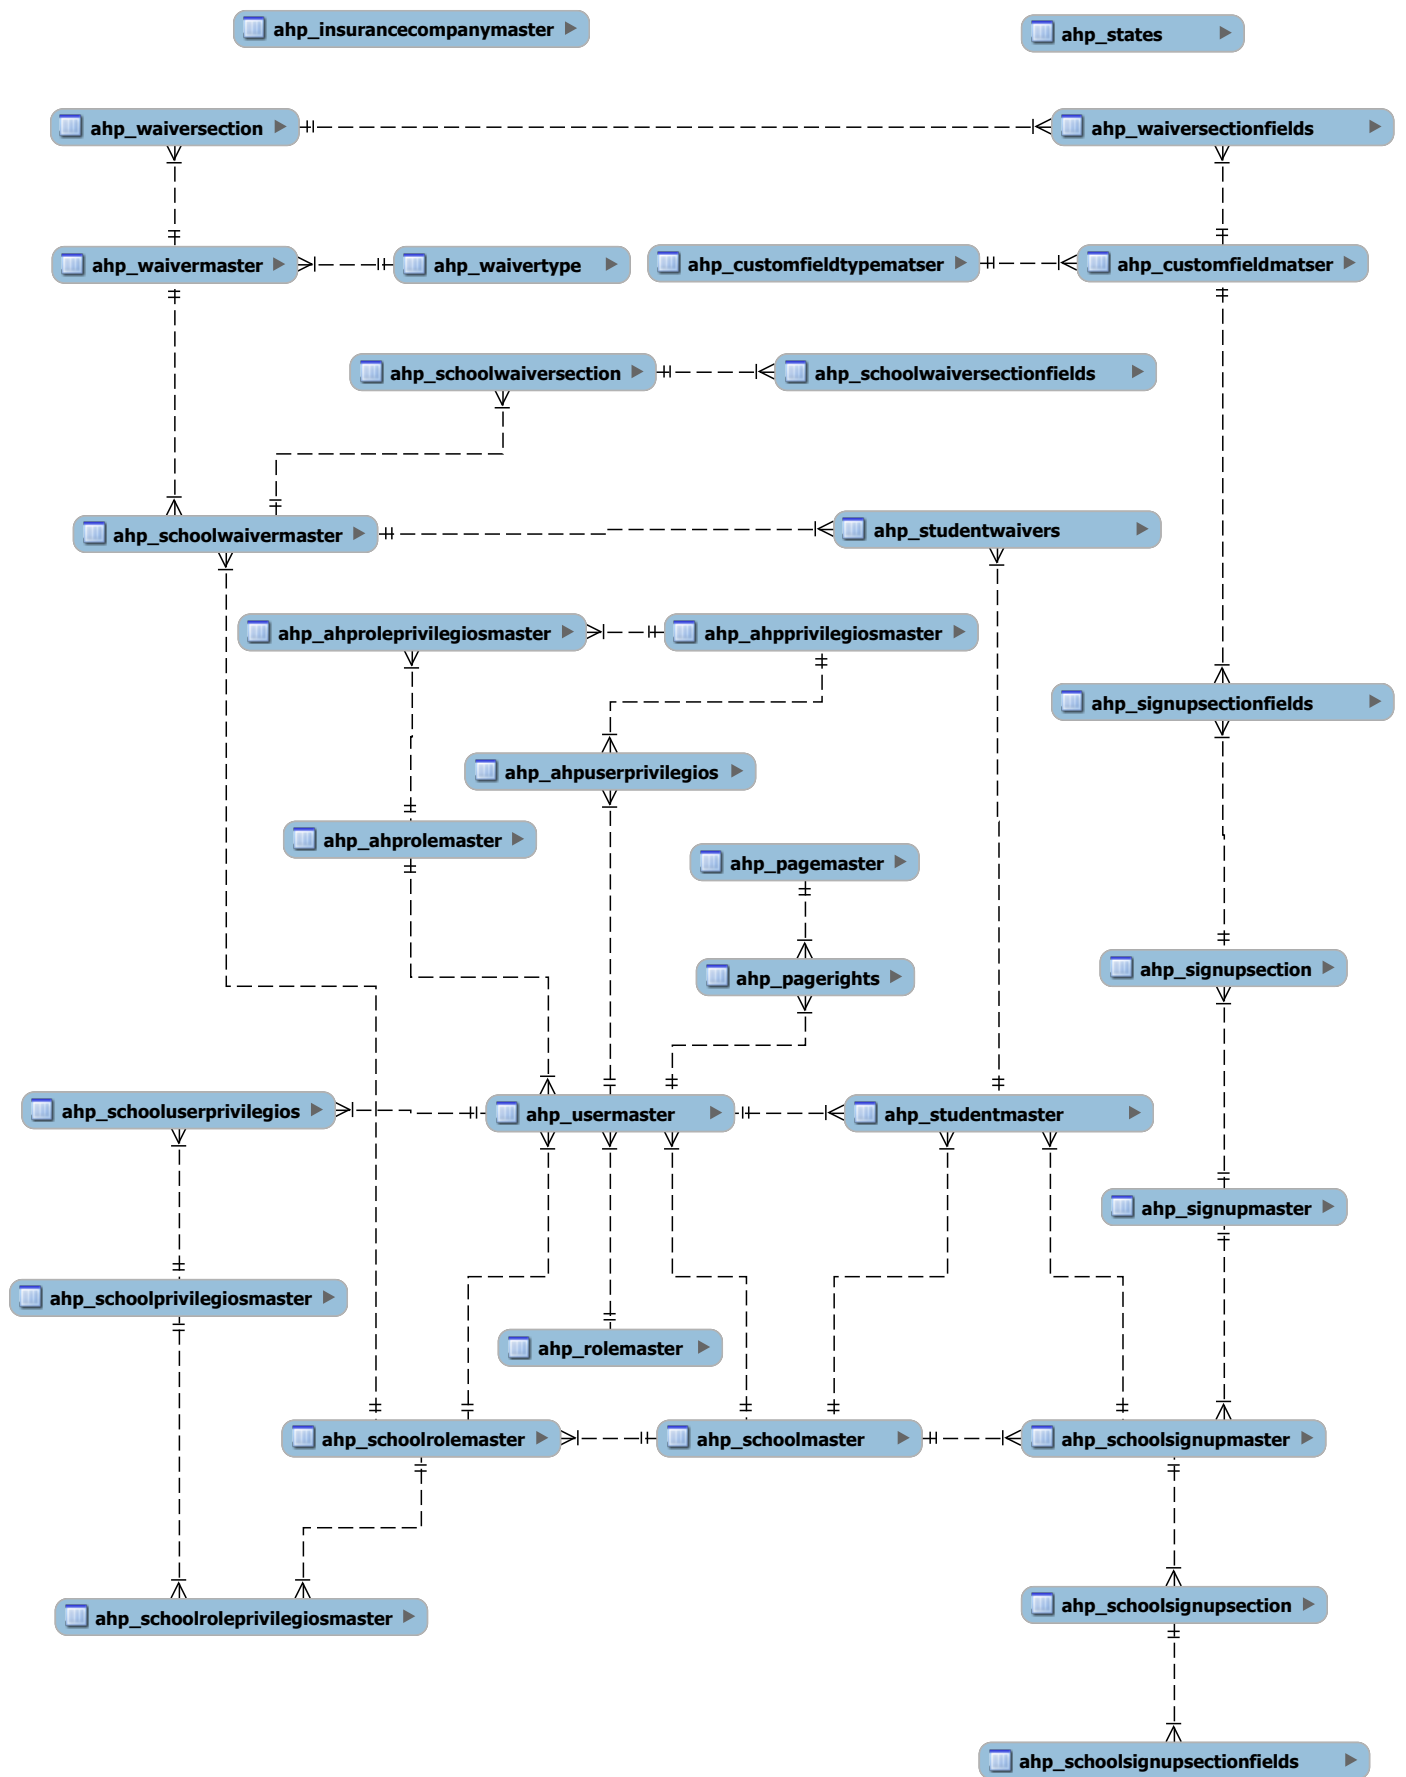 ahp_insurancecompanymaster
ahp_states
ahp_waiversection
ahp_waiversectionfields
ahp_waivermaster
ahp_waivertype
ahp_customfieldtypematser
ahp_customfieldmatser
ahp_schoolwaiversection
ahp_schoolwaiversectionfields
ahp_schoolwaivermaster
ahp_studentwaivers
ahp_ahproleprivilegiosmaster
ahp_ahpprivilegiosmaster
ahp_signupsectionfields
ahp_ahpuserprivilegios
ahp_ahprolemaster
ahp_pagemaster
ahp_signupsection
ahp_pagerights
ahp_schooluserprivilegios
ahp_usermaster
ahp_studentmaster
ahp_signupmaster
ahp_schoolprivilegiosmaster
ahp_rolemaster
ahp_schoolrolemaster
ahp_schoolmaster
ahp_schoolsignupmaster
ahp_schoolroleprivilegiosmaster
ahp_schoolsignupsection
ahp_schoolsignupsectionfields